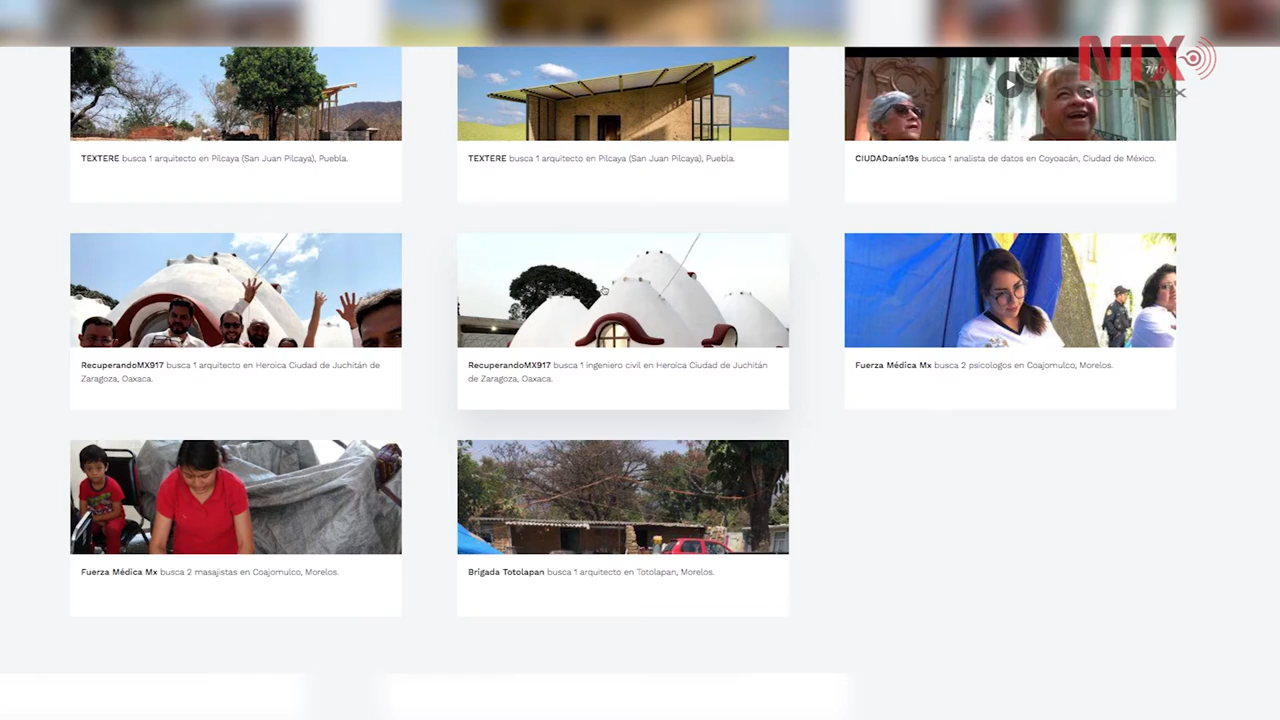 NTX
TEXTERE busca 1 arquitecto en Pilcaya (San Juan Pilcaya), Puebla.
TEXTERE busca 1 arquitecto en Pilcaya (San Juan Pilcaya), Puebla.
CIUDADanía19s busca 1 analista de datos en Coyoacán, Ciudad de México.
RecuperandoMX917 busca 1 arquitecto en Heroica Ciudad de Juchitán de
Zaragoza, Oaxaca.
RecuperandoMX917 busca 1 ingeniero civil en Heroica Ciudad de Juchitán
de Zaragoza, Oaxaca.
Fuerza Médica Mx busca 2 psicologos en Coajomulco, Morelos.
Fuerza Médica Mx busca 2 masajistas en Coajomulco, Morelos.
Brigada Totolapan busca 1 arquitecto en Totolapan, Morelos.